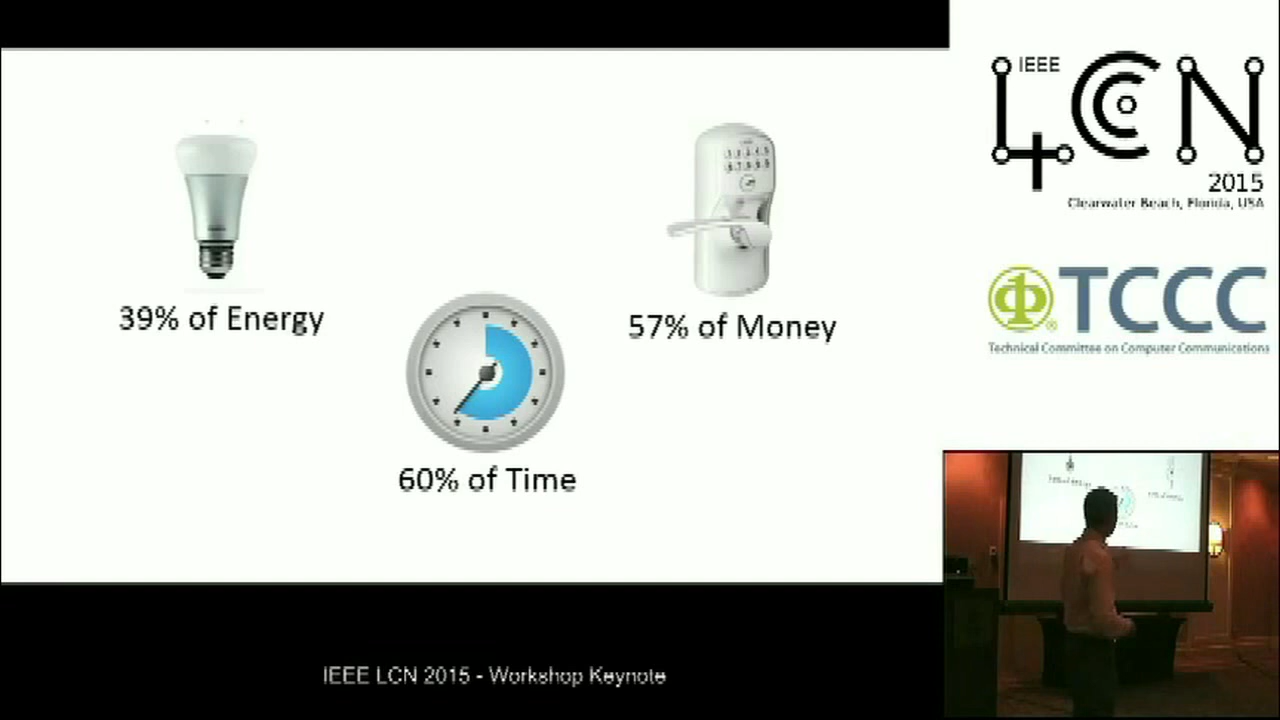 39% of Energy
57% of Money
60% of Time
IEEE
LCN
2015
Clearwater Beach, Florida, USA
TCCC
®
Technical Committee on Computer Communications
IEEE LCN 2015 - Workshop Keynote